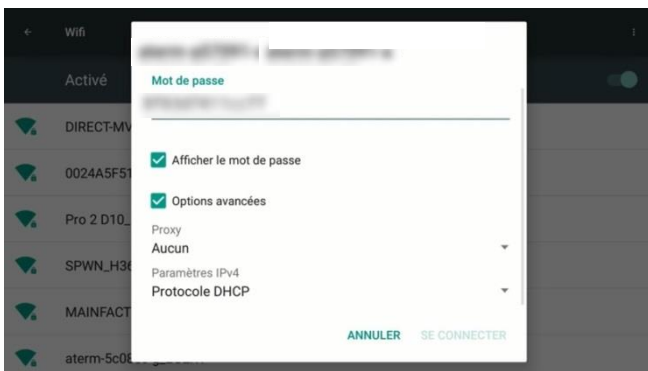 Wifi
Activé
Mot de passe
DIRECT-MV
Afficher le mot de passe
0024A5F51
Options avancées
Pro 2 D10_
Proxy
Aucun
SPWN_H36
Paramètres IPv4
Protocole DHCP
MAINFACT
ANNULER SE CONNECTER